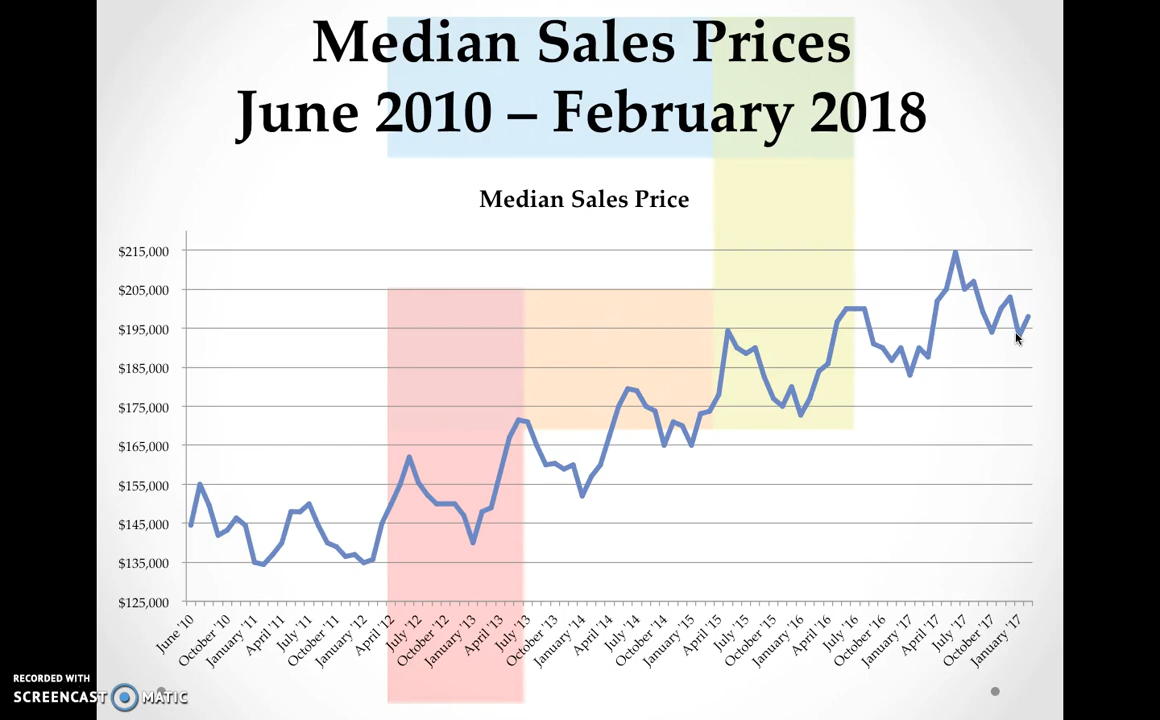 Median Sales Prices
June 2010 – February 2018
Median Sales Price
$215,000
$205,000
$195,000
$185,000
$175,000
$165,000
$155,000
$145,000
$135,000
$125,000
June '10
October '10
January '11
April '11
July '11
October '11
January '12
April '12
July '12
October '12
January '13
April '13
July '13
October '13
January '14
April '14
July '14
October '14
January '15
April '15
July '15
October '15
January '16
April '16
July '16
October '16
January '17
April '17
July '17
October '17
January '17
RECORDED WITH
SCREENCAST MATIC